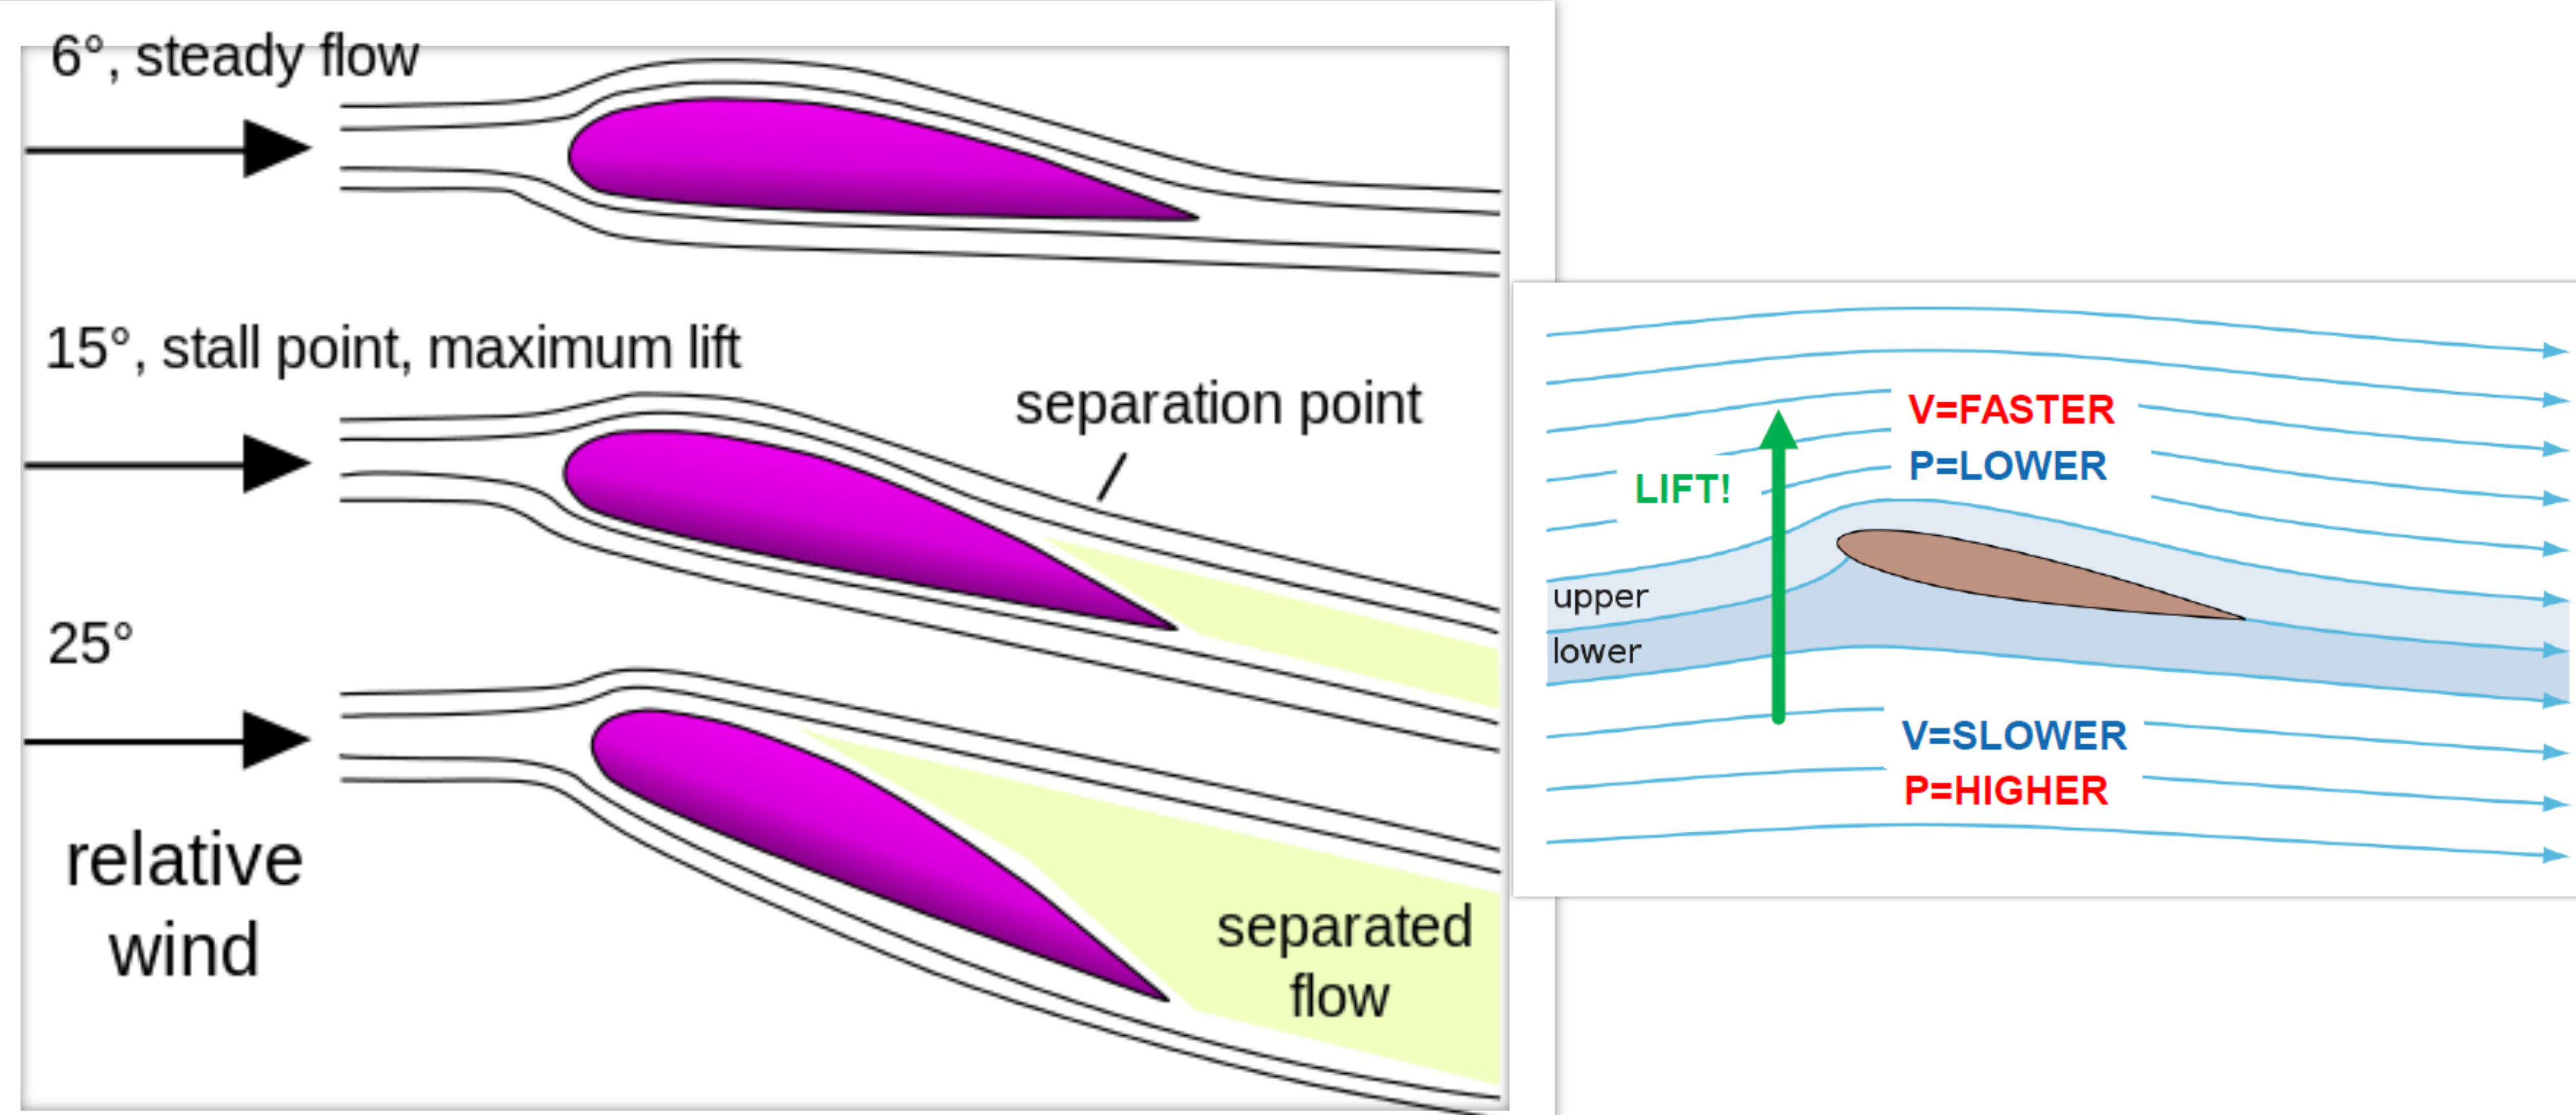 6°, steady flow
15°, stall point, maximum lift
separation point
25°
relative
wind
separated
flow
V=FASTER
P=LOWER
LIFT!
upper
lower
V=SLOWER
P=HIGHER